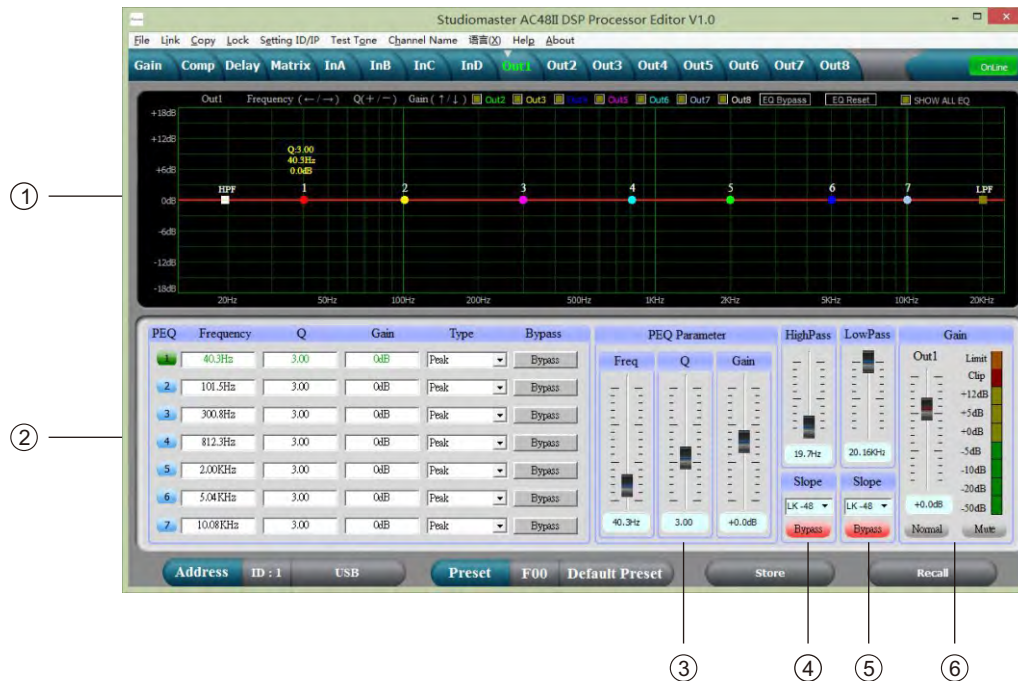 Studiomaster AC48II DSP Processor Editor V1.0
File Link Copy Lock Setting ID/IP Test Tone Channel Name 语言(X) Help About
Gain Comp Delay Matrix InA InB InC InD Out1 Out2 Out3 Out4 Out5 Out6 Out7 Out8 OnLine
Out1 Frequency (←/→) Q(+/−) Gain (↑/↓) Out2 Out3 Out4 Out5 Out6 Out7 Out8 EQ Bypass EQ Reset SHOW ALL EQ
+18dB
+12dB
Q:3.00
40.3Hz
+6dB 0.0dB
① HPF 1 2 3 4 5 6 7 LPF
0dB
-6dB
-12dB
-18dB
20Hz 50Hz 100Hz 200Hz 500Hz 1KHz 2KHz 5KHz 10KHz 20KHz
PEQ Frequency Q Gain Type Bypass
1 40.3Hz 3.00 0dB Peak Bypass
2 101.5Hz 3.00 0dB Peak Bypass
3 300.8Hz 3.00 0dB Peak Bypass
② 4 812.3Hz 3.00 0dB Peak Bypass
5 2.00KHz 3.00 0dB Peak Bypass
6 5.04KHz 3.00 0dB Peak Bypass
7 10.08KHz 3.00 0dB Peak Bypass
PEQ Parameter
Freq Q Gain
40.3Hz 3.00 +0.0dB
HighPass
19.7Hz
Slope
LK -48
Bypass
LowPass
20.16KHz
Slope
LK -48
Bypass
Gain
Out1
Limit
Clip
+12dB
+5dB
+0dB
-5dB
-10dB
-20dB
-50dB
+0.0dB
Normal Mute
Address ID : 1 USB Preset F00 Default Preset Store Recall
③ ④ ⑤ ⑥